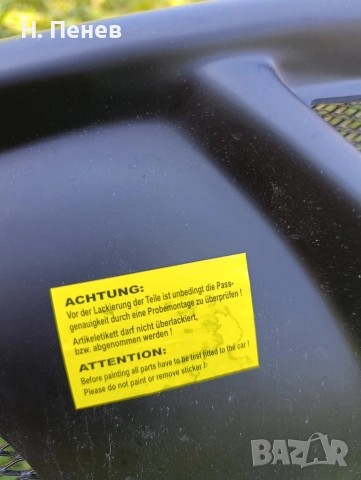 Н. Пенев
ACHTUNG:
Vor der Lackierung der Teile ist unbedingt die Pass-
genauigkeit durch eine Probemontage zu überprüfen !
Artikeletikett darf nicht überlackiert,
bzw. abgenommen werden !
ATTENTION:
Before painting all parts have to be test fitted to the car !
Please do not paint or remove sticker !
BAZAR